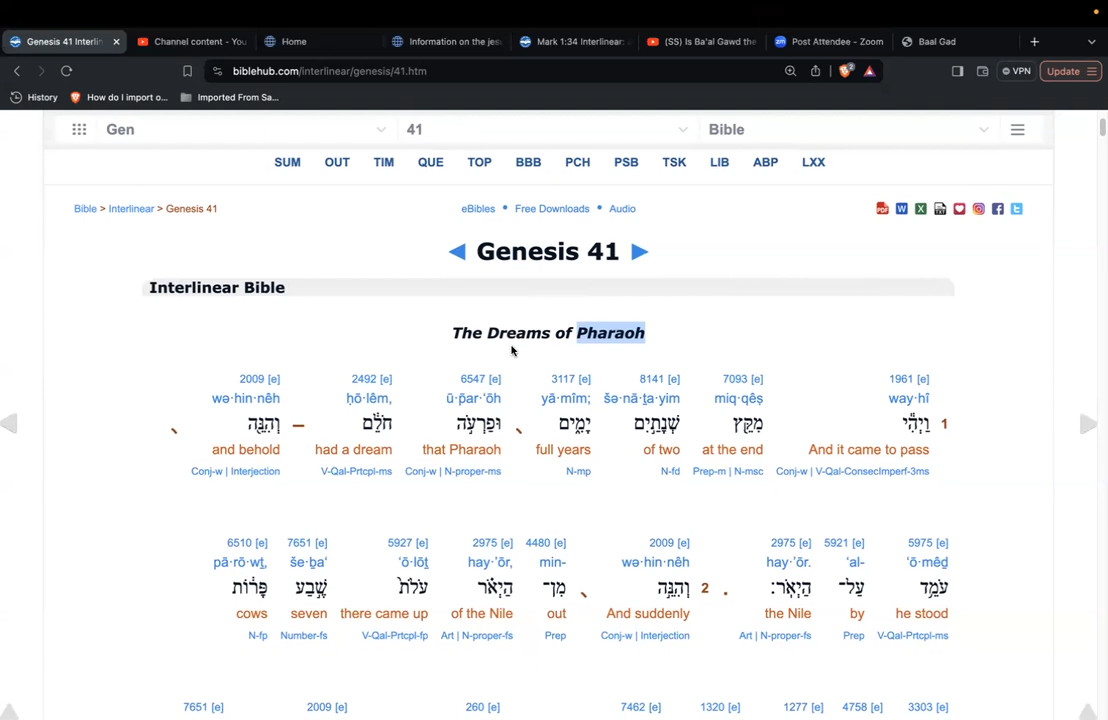 Genesis 41 Interlin
Channel content - You
Home
Information on the jes
Mark 1:34 Interlinear:
(SS) Is Ba'al Gawd the
Post Attendee - Zoom
Baal Gad
biblehub.com/interlinear/genesis/41.htm
2
VPN
Update
History
How do I import o...
Imported From Sa...
Gen
41
Bible
SUM OUT TIM QUE TOP BBB PCH PSB TSK LIB ABP LXX
Bible > Interlinear > Genesis 41
eBibles • Free Downloads • Audio
◄ Genesis 41 ►
Interlinear Bible
The Dreams of Pharaoh
2009 [e] 2492 [e] 6547 [e] 3117 [e] 8141 [e] 7093 [e] 1961 [e]
wə·hin·nêh ḥō·lêm, ū·p̄ar·‘ōh yā·mîm; šə·nā·ṯa·yim miq·qêṣ way·hî
1 וַיְהִ֕י מִקֵּ֖ץ שְׁנָתַ֣יִם יָמִ֑ים 、 וּפַרְעֹ֣ה חֹלֵ֔ם – וְהִנֵּ֖ה 、
and behold had a dream that Pharaoh full years of two at the end And it came to pass
Conj-w | Interjection V-Qal-Prtcpl-ms Conj-w | N-proper-ms N-mp N-fd Prep-m | N-msc Conj-w | V-Qal-ConsecImperf-3ms
6510 [e] 7651 [e] 5927 [e] 2975 [e] 4480 [e] 2009 [e] 2975 [e] 5921 [e] 5975 [e]
pā·rō·wṯ, še·ḇa‘ ‘ō·lōṯ hay·’ōr, min- wə·hin·nêh hay·’ōr. ‘al- ‘ō·mêḏ
עֹמֵ֥ד עַל־ הַיְאֹֽר׃ . 2 וְהִנֵּ֣ה 、 מִן־ הַיְאֹ֗ר עֹלֹת֙ שֶׁ֣בַע פָּר֔וֹת
cows seven there came up of the Nile out And suddenly the Nile by he stood
N-fp Number-fs V-Qal-Prtcpl-fp Art | N-proper-fs Prep Conj-w | Interjection Art | N-proper-fs Prep V-Qal-Prtcpl-ms
7651 [e] 2009 [e] 260 [e] 7462 [e] 1320 [e] 1277 [e] 4758 [e] 3303 [e]